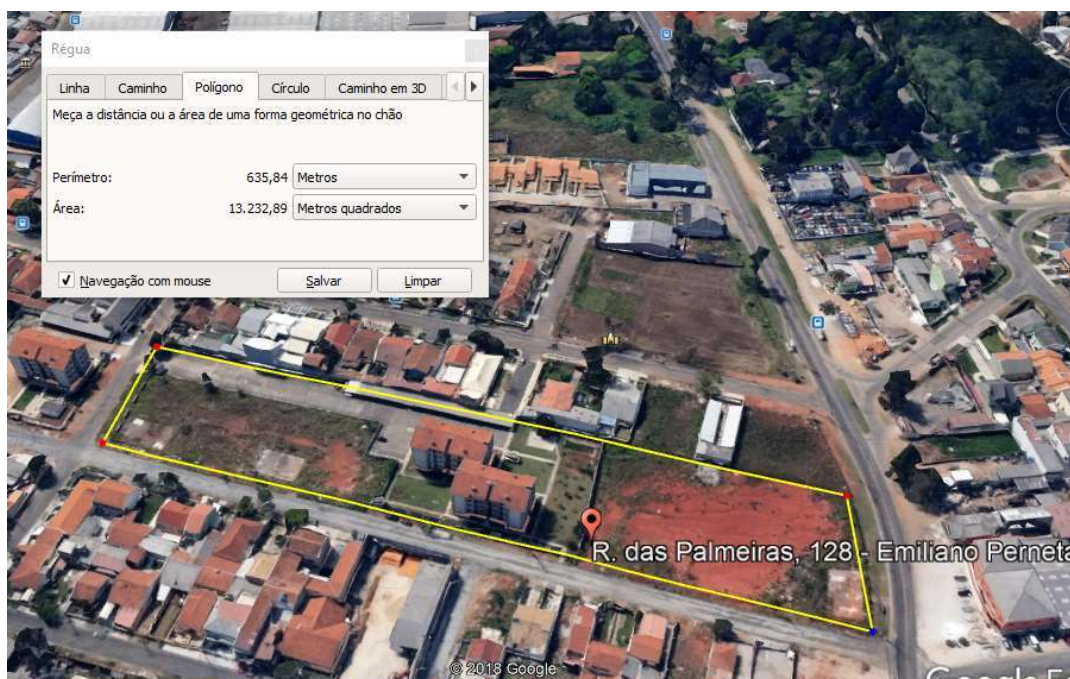 Régua
Linha Caminho Polígono Círculo Caminho em 3D
Meça a distância ou a área de uma forma geométrica no chão
Perímetro: 635,84 Metros
Área: 13.232,89 Metros quadrados
Navegação com mouse Salvar Limpar
R. das Palmeiras, 128 - Emiliano Perneta
© 2018 Google
Google E